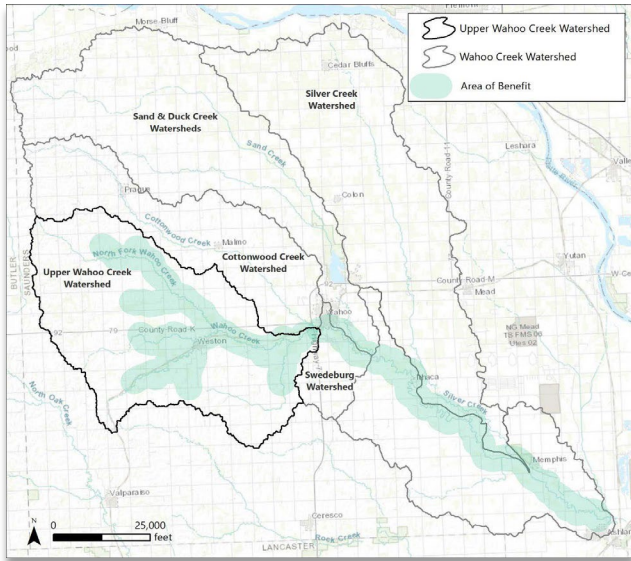 Morse Bluff
Upper Wahoo Creek Watershed
Wahoo Creek Watershed
Area of Benefit
Cedar Bluffs
Silver Creek
Watershed
Sand & Duck Creek
Watersheds
Sand Creek
County Road 11
Leshara
Prague
Colon
Cottonwood Creek
Malmo
Yutan
BUTLER
SAUNDERS
North Fork Wahoo
Creek
Cottonwood Creek
Watershed
Upper Wahoo Creek
Watershed
County Road M
Mead
92
Wahoo
92
79
County Road K
Wahoo Creek
Weston
Swedeburg
Watershed
Ithaca
Silver Creek
North Oak Creek
Memphis
Valparaiso
Ceresco
Rock Creek
LANCASTER
N
0
25,000
feet